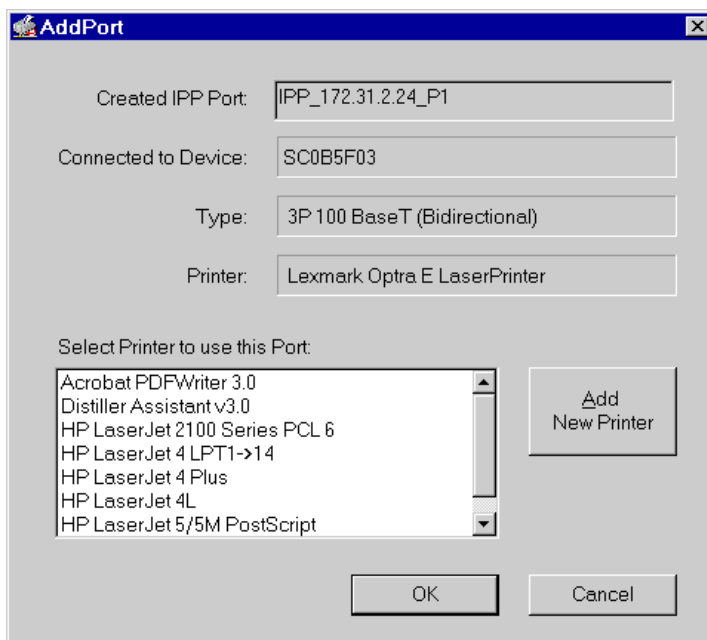 AddPort
Created IPP Port: IPP_172.31.2.24_P1
Connected to Device: SC0B5F03
Type: 3P 100 BaseT (Bidirectional)
Printer: Lexmark Optra E LaserPrinter
Select Printer to use this Port:
Acrobat PDFWriter 3.0
Distiller Assistant v3.0
HP LaserJet 2100 Series PCL 6
HP LaserJet 4 LPT1->14
HP LaserJet 4 Plus
HP LaserJet 4L
HP LaserJet 5/5M PostScript
Add
New Printer
OK Cancel